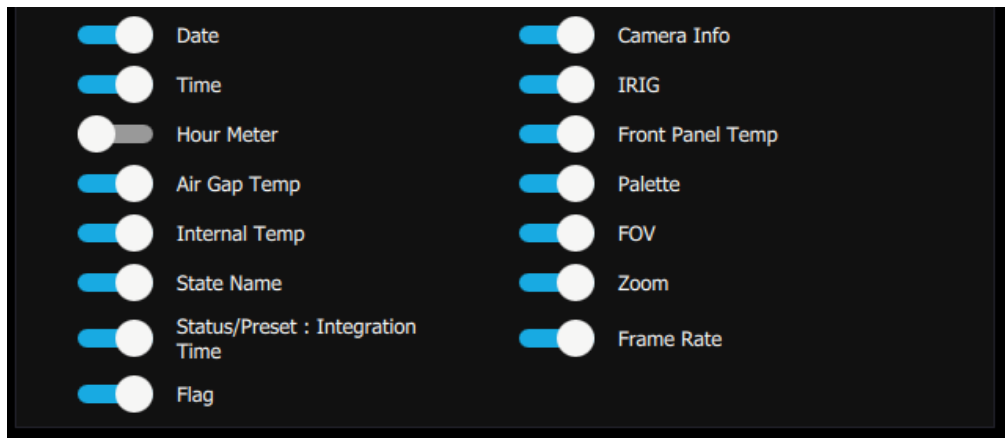 Date
Time
Hour Meter
Air Gap Temp
Internal Temp
State Name
Status/Preset : Integration
Time
Flag
Camera Info
IRIG
Front Panel Temp
Palette
FOV
Zoom
Frame Rate